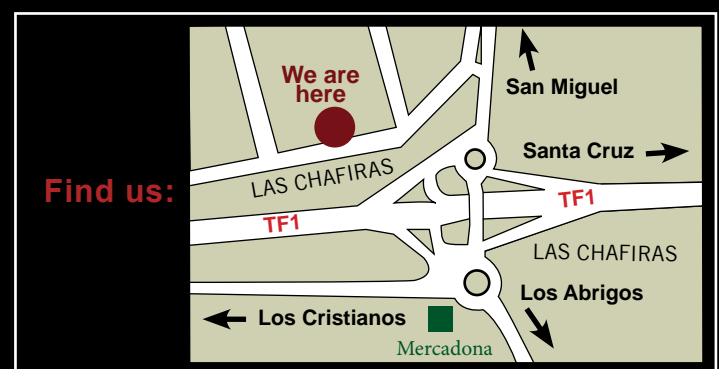 We are
here
San Miguel
Santa Cruz
LAS CHAFIRAS
Find us:
TF1
TF1
LAS CHAFIRAS
Los Abrigos
Los Cristianos
Mercadona